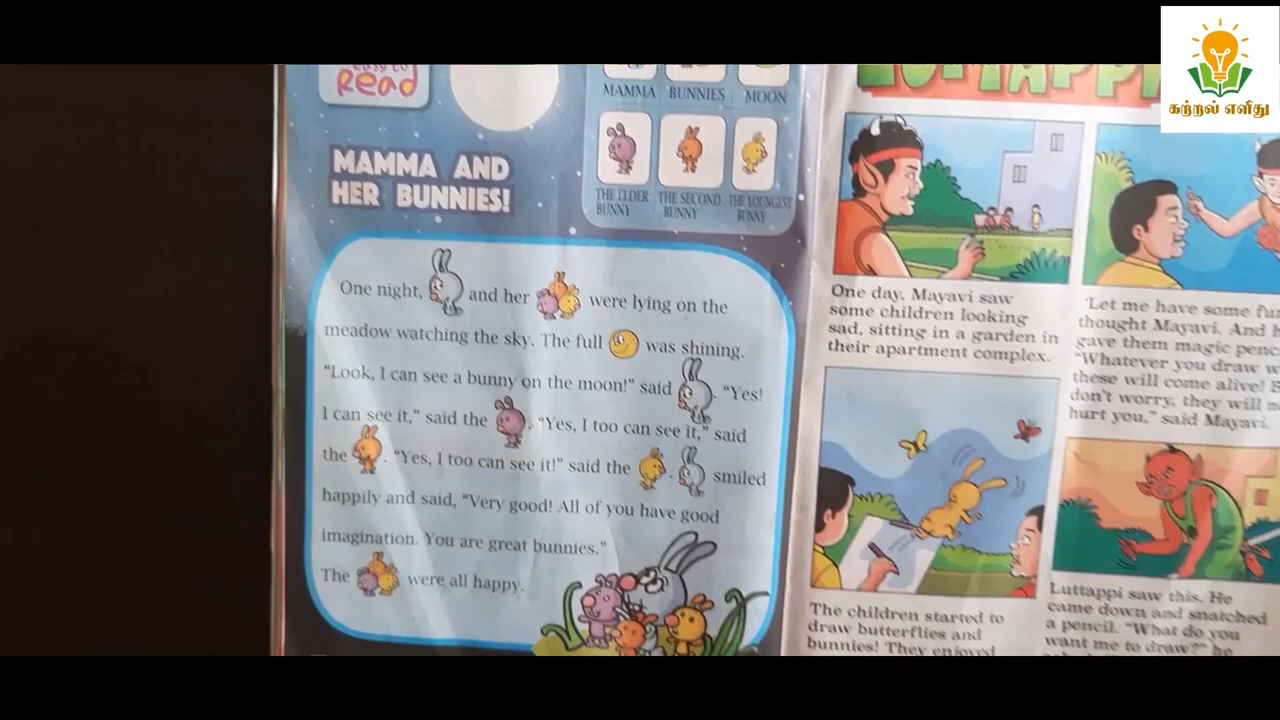 கற்றல் எளிது
easy to
Read
MAMMA AND
HER BUNNIES!
MAMMA BUNNIES MOON
THE ELDER BUNNY
THE SECOND BUNNY
THE YOUNGEST BUNNY
One night, and her were lying on the
meadow watching the sky. The full was shining.
“Look, I can see a bunny on the moon!” said . “Yes!
I can see it,” said the . “Yes, I too can see it,” said
the . “Yes, I too can see it!” said the . smiled
happily and said, “Very good! All of you have good
imagination. You are great bunnies.”
The were all happy.
One day, Mayavi saw
some children looking
sad, sitting in a garden in
their apartment complex.
‘Let me have some fun
thought Mayavi. And
gave them magic
“Whatever you draw
these will come alive!
don’t worry, they will
hurt you,” said Mayavi.
The children started to
draw butterflies and
bunnies! They enjoyed
Luttappi saw this. He
came down and snatched
a pencil. “What do you
want me to draw?” he